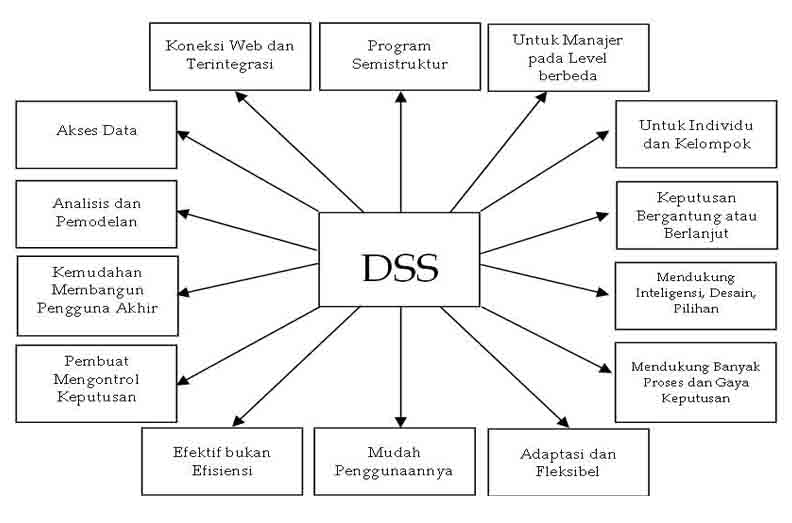 Koneksi Web dan
Terintegrasi
Program
Semistruktur
Untuk Manajer
pada Level
berbeda
Akses Data
Untuk Individu
dan Kelompok
Analisis dan
Pemodelan
Keputusan
Bergantung atau
Berlanjut
DSS
Kemudahan
Membangun
Pengguna Akhir
Mendukung
Inteligensi, Desain,
Pilihan
Pembuat
Mengontrol
Keputusan
Mendukung Banyak
Proses dan Gaya
Keputusan
Efektif bukan
Efisiensi
Mudah
Penggunaannya
Adaptasi dan
Fleksibel